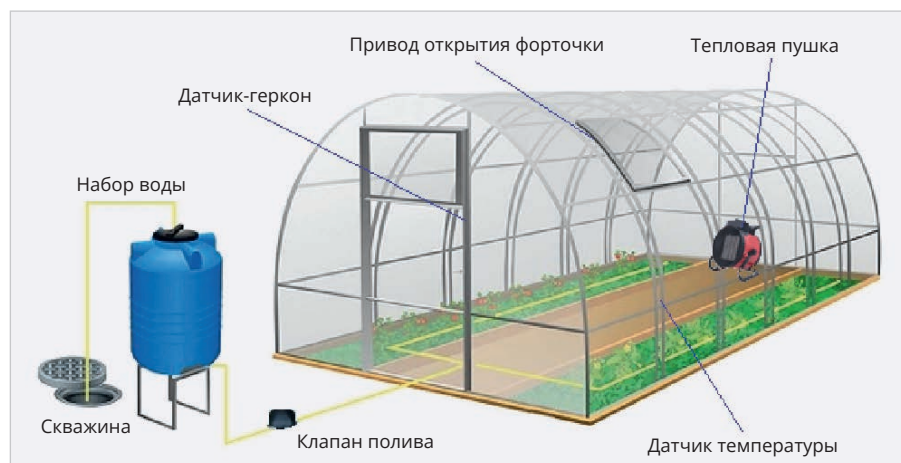 Привод открытия форточки
Тепловая пушка
Датчик-геркон
Набор воды
Скважина
Клапан полива
Датчик температуры